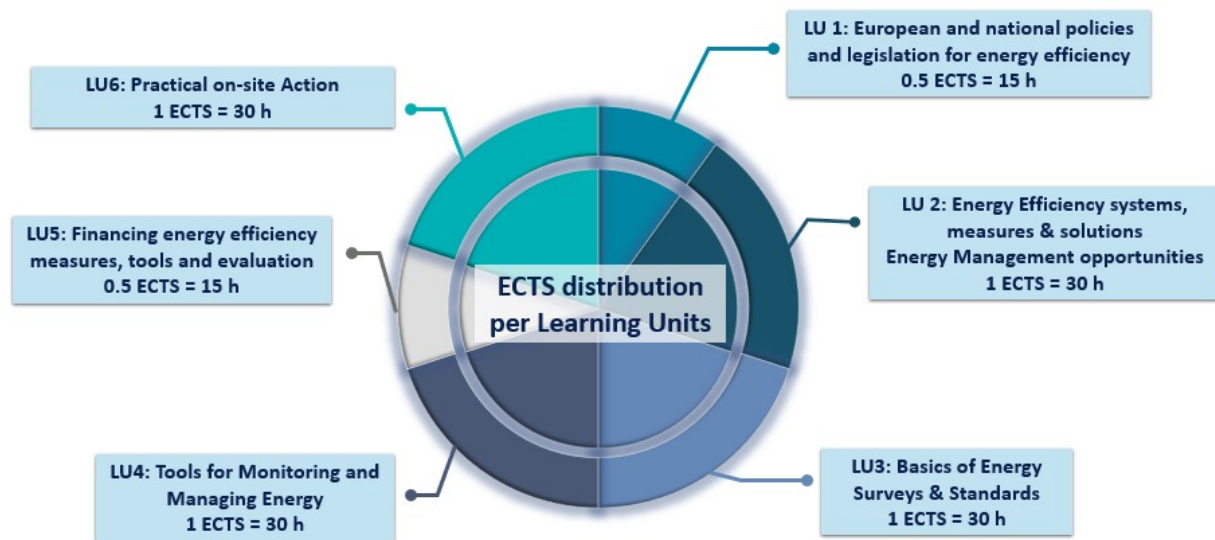 LU 1: European and national policies
and legislation for energy efficiency
0.5 ECTS = 15 h
LU6: Practical on-site Action
1 ECTS = 30 h
LU 2: Energy Efficiency systems,
measures & solutions
Energy Management opportunities
1 ECTS = 30 h
LU5: Financing energy efficiency
measures, tools and evaluation
0.5 ECTS = 15 h
ECTS distribution
per Learning Units
LU4: Tools for Monitoring and
Managing Energy
1 ECTS = 30 h
LU3: Basics of Energy
Surveys & Standards
1 ECTS = 30 h